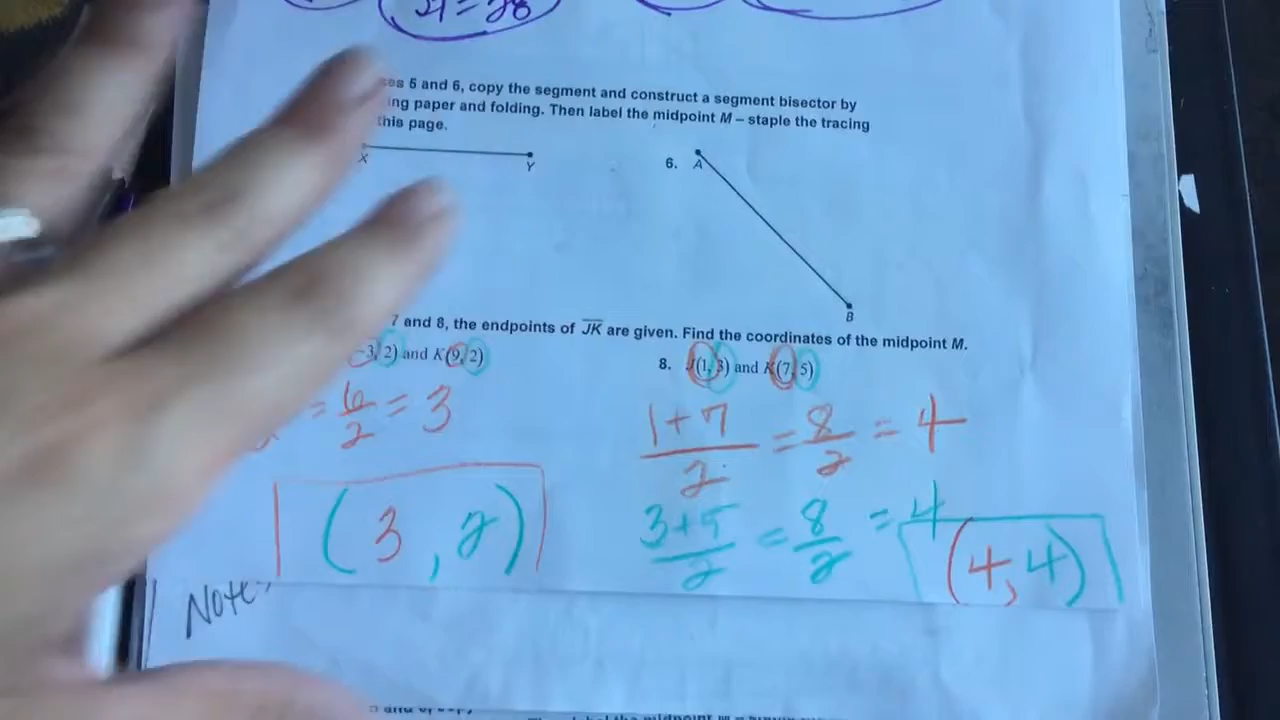 21 = 28
5 and 6, copy the segment and construct a segment bisector by
paper and folding. Then label the midpoint M – staple the tracing
this page.
X Y
6. A
B
7 and 8, the endpoints of JK are given. Find the coordinates of the midpoint M.
-3, 2) and K(9, 2)
8. J(1, 3) and K(7, 5)
= 6/2 = 3
1+7/2 = 8/2 = 4
(3, 2)
3+5/2 = 8/2 = 4
(4, 4)
Note: